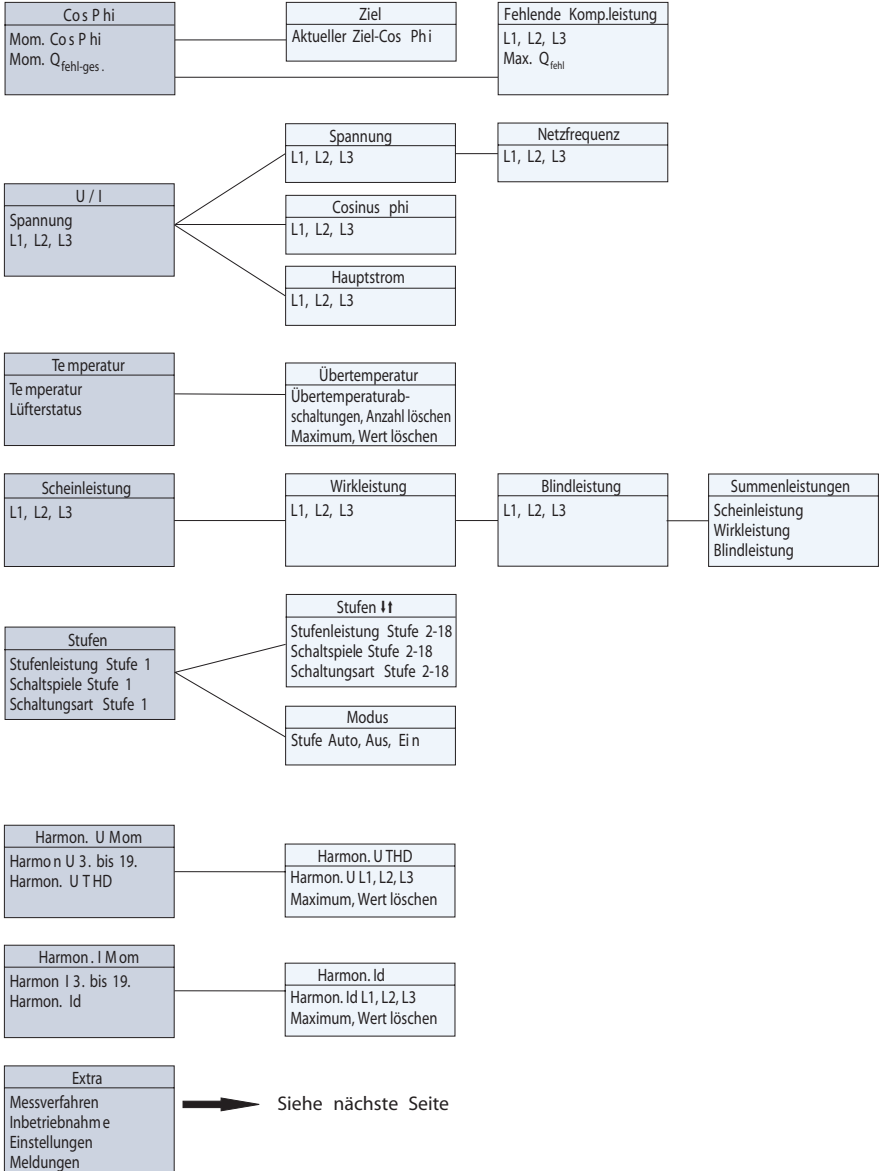 Cos Phi
Mom. Cos Phi
Mom. Qfehl-ges.
Ziel
Aktueller Ziel-Cos Phi
Fehlende Komp.leistung
L1, L2, L3
Max. Qfehl
U / I
Spannung
L1, L2, L3
Spannung
L1, L2, L3
Netzfrequenz
L1, L2, L3
Cosinus phi
L1, L2, L3
Hauptstrom
L1, L2, L3
Temperatur
Temperatur
Lüfterstatus
Übertemperatur
Übertemperaturab-
schaltungen, Anzahl löschen
Maximum, Wert löschen
Scheinleistung
L1, L2, L3
Wirkleistung
L1, L2, L3
Blindleistung
L1, L2, L3
Summenleistungen
Scheinleistung
Wirkleistung
Blindleistung
Stufen
Stufenleistung Stufe 1
Schaltspiele Stufe 1
Schaltungsart Stufe 1
Stufen ↓↑
Stufenleistung Stufe 2-18
Schaltspiele Stufe 2-18
Schaltungsart Stufe 2-18
Modus
Stufe Auto, Aus, Ein
Harmon. U Mom
Harmon U 3. bis 19.
Harmon. U THD
Harmon. U THD
Harmon. U L1, L2, L3
Maximum, Wert löschen
Harmon. I Mom
Harmon I 3. bis 19.
Harmon. Id
Harmon. Id
Harmon. Id L1, L2, L3
Maximum, Wert löschen
Extra
Messverfahren
Inbetriebnahme
Einstellungen
Meldungen
Siehe nächste Seite